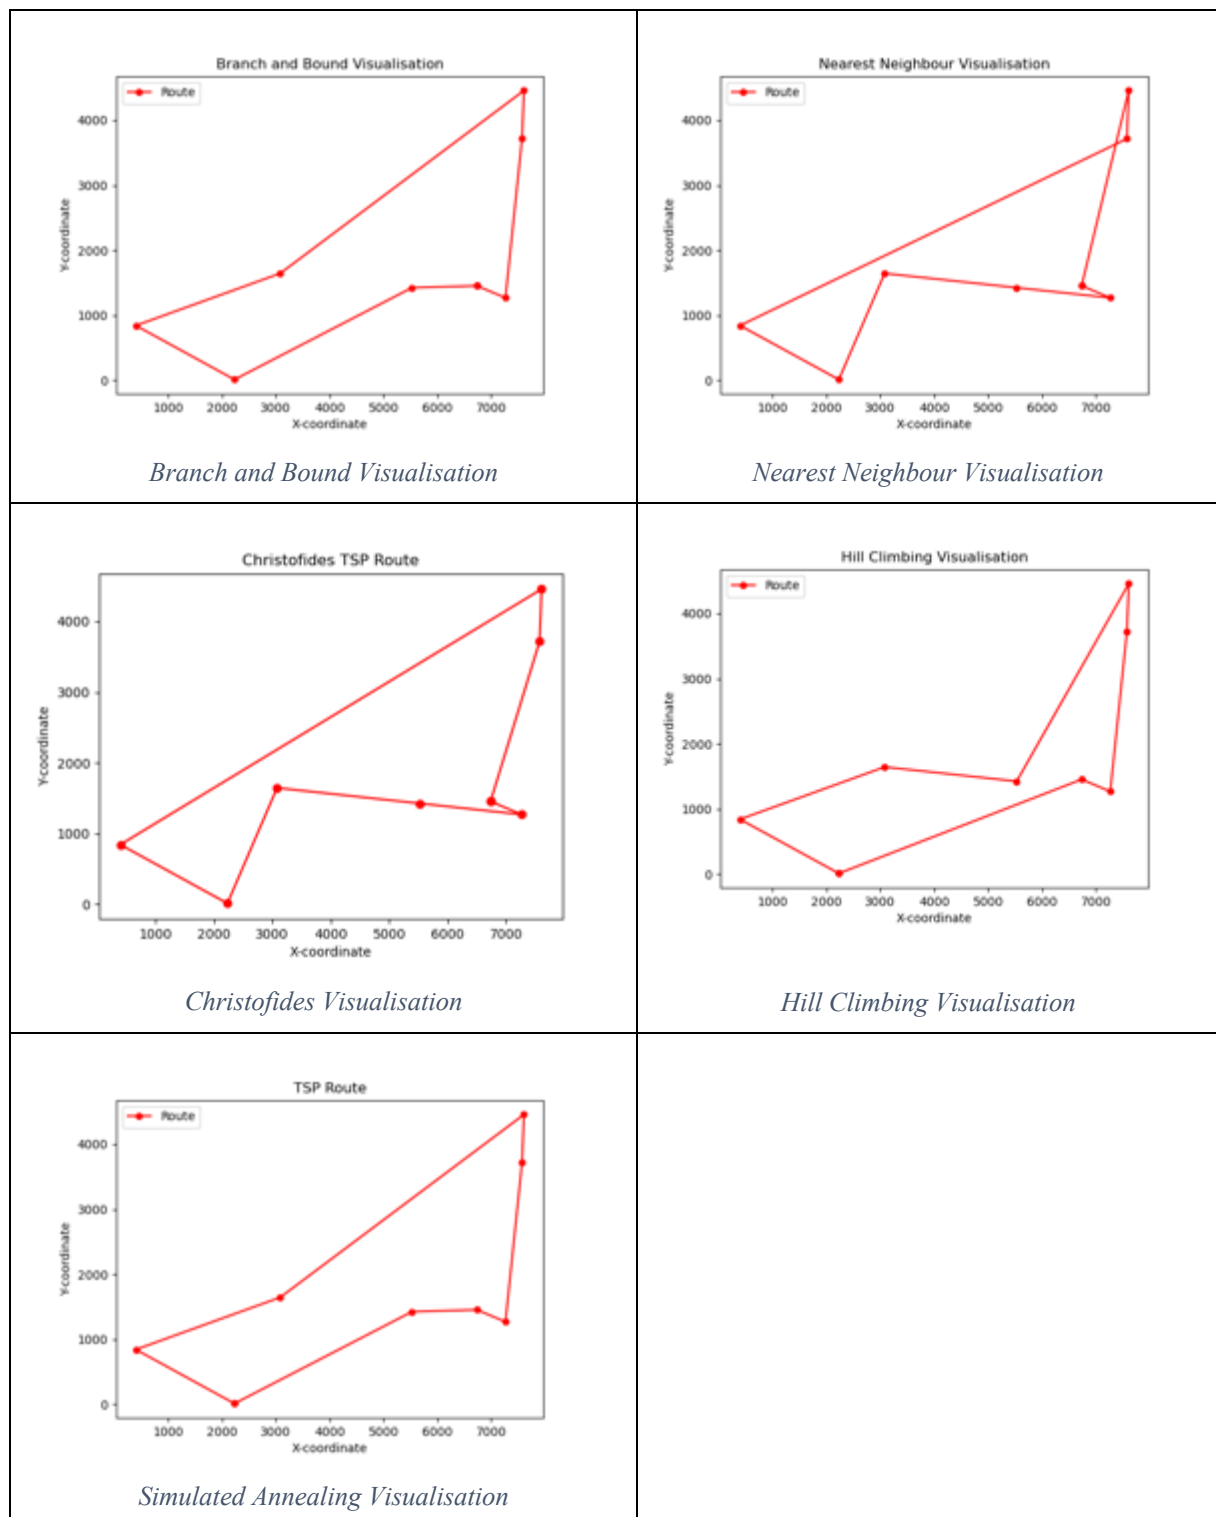 Branch and Bound Visualisation
Route
4000
3000
2000
1000
0
Y-coordinate
1000 2000 3000 4000 5000 6000 7000
X-coordinate
Branch and Bound Visualisation
Nearest Neighbour Visualisation
Route
4000
3000
2000
1000
0
Y-coordinate
1000 2000 3000 4000 5000 6000 7000
X-coordinate
Nearest Neighbour Visualisation
Christofides TSP Route
4000
3000
2000
1000
0
Y-coordinate
1000 2000 3000 4000 5000 6000 7000
X-coordinate
Christofides Visualisation
Hill Climbing Visualisation
Route
4000
3000
2000
1000
0
Y-coordinate
1000 2000 3000 4000 5000 6000 7000
X-coordinate
Hill Climbing Visualisation
TSP Route
Route
4000
3000
2000
1000
0
Y-coordinate
1000 2000 3000 4000 5000 6000 7000
X-coordinate
Simulated Annealing Visualisation